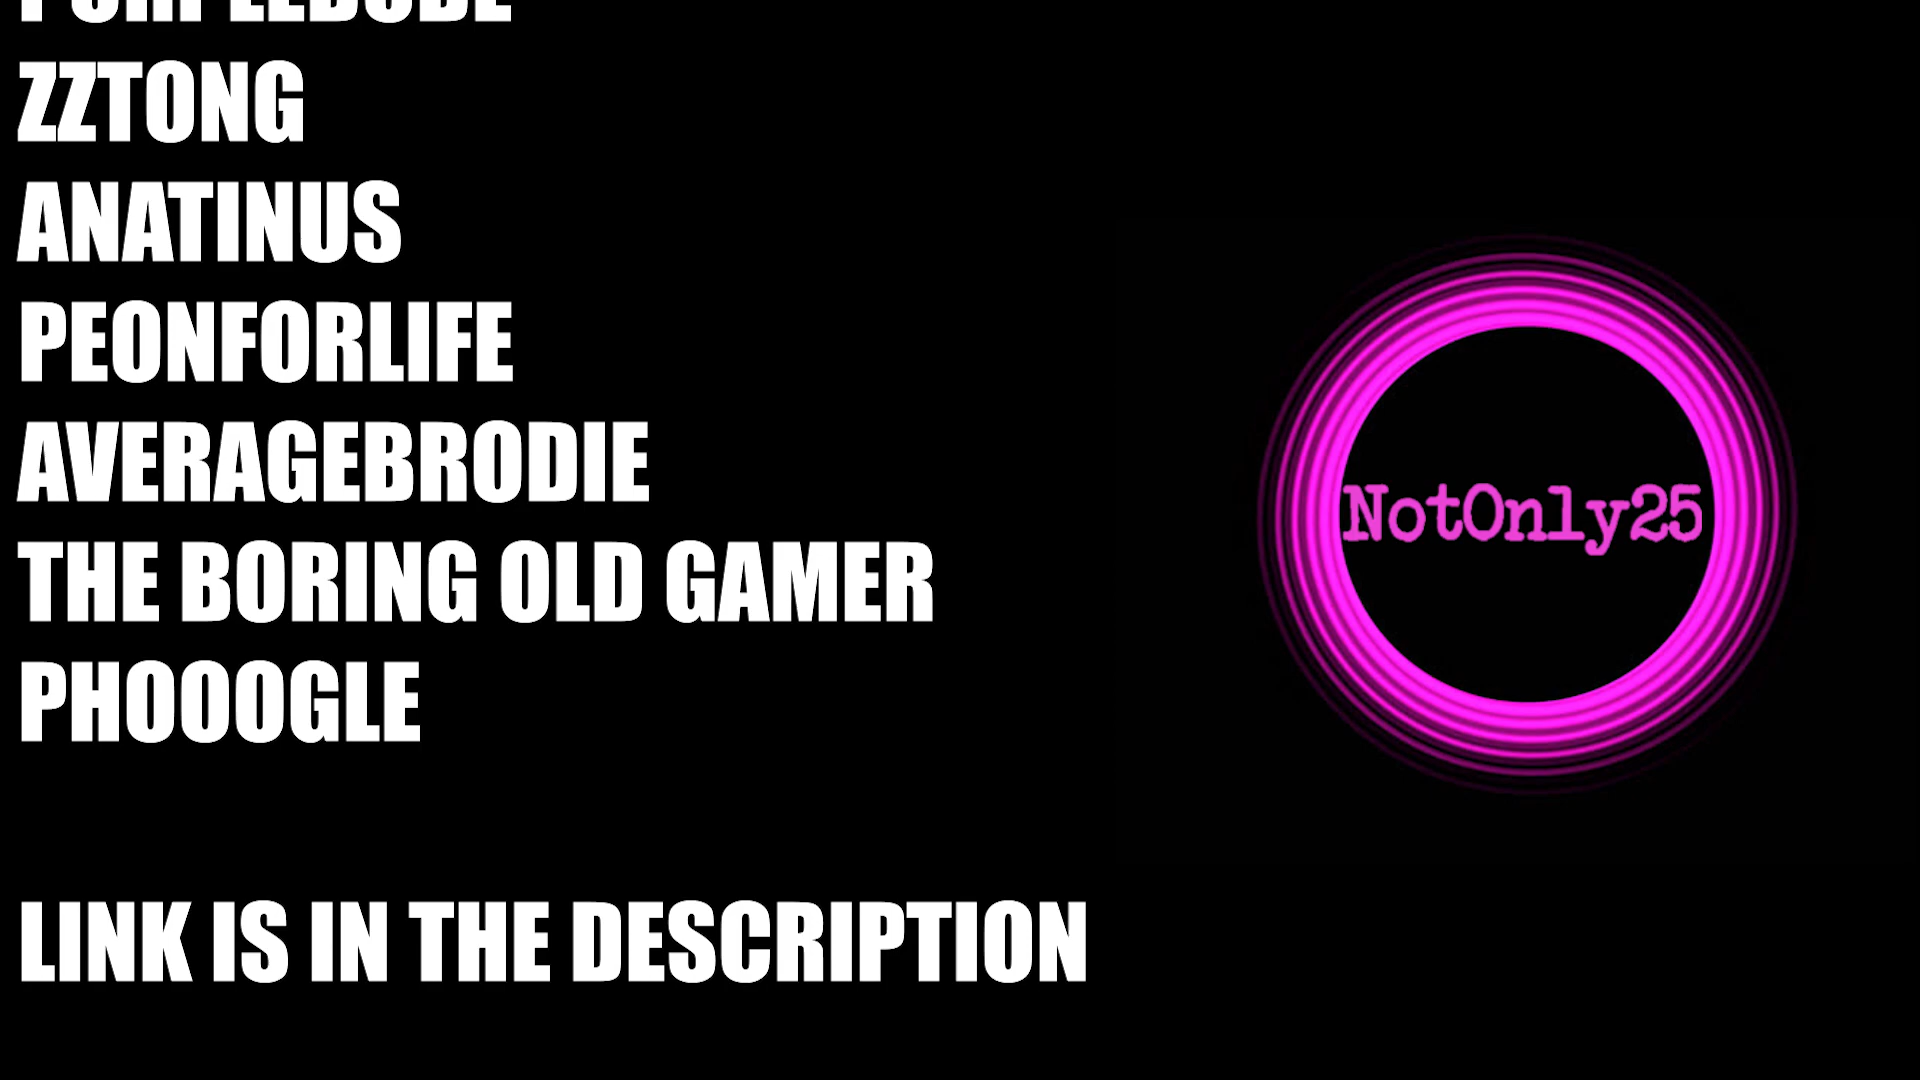 ZZTONG
ANATINUS
PEONFORLIFE
AVERAGEBRODIE
THE BORING OLD GAMER
PHOOOGLE
LINK IS IN THE DESCRIPTION
NotOnly25